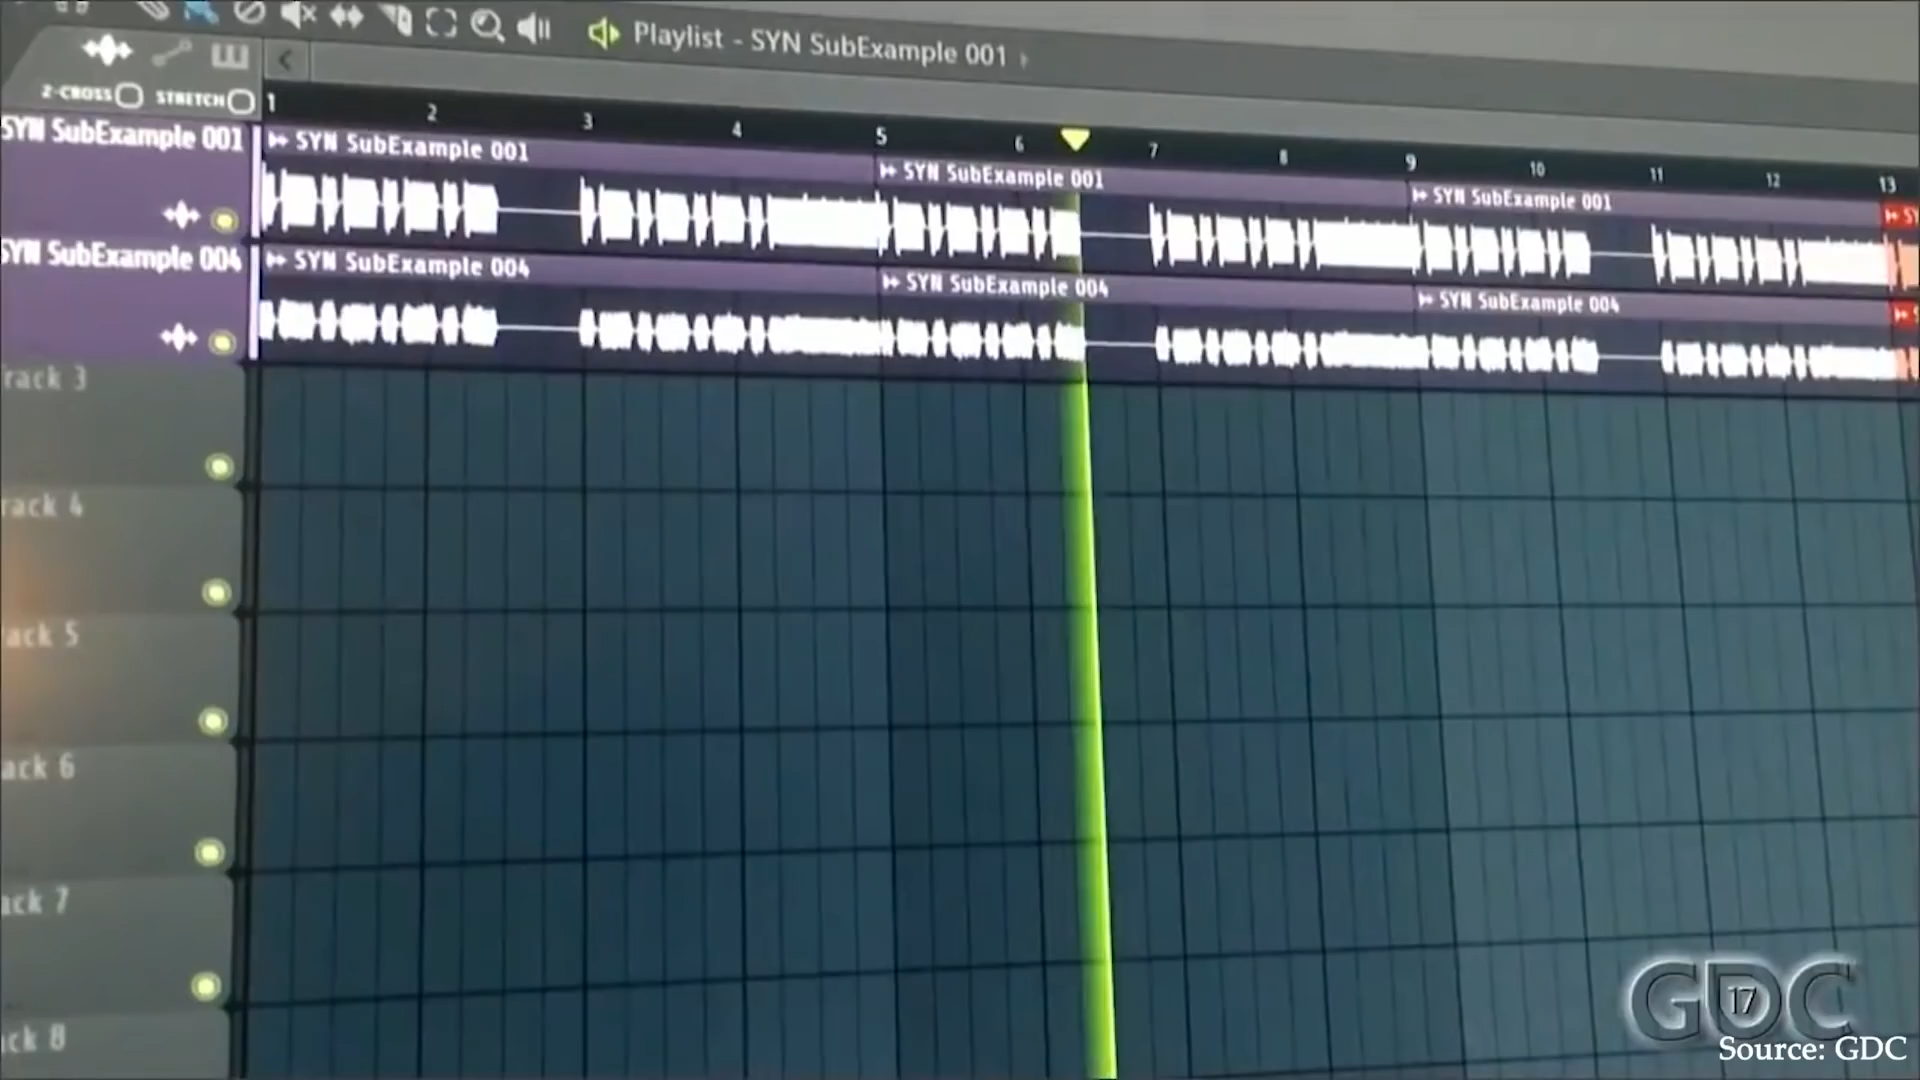 Playlist - SYN SubExample 001
Z-CROSS STRETCH
1 2 3 4 5 6 7 8 9 10 11 12 13
SYN SubExample 001
SYN SubExample 001
SYN SubExample 001
SYN SubExample 001
SY
SYN SubExample 004
SYN SubExample 004
SYN SubExample 004
SYN SubExample 004
S
rack 3
rack 4
ack 5
ack 6
ack 7
ck 8
GDC
17
Source: GDC